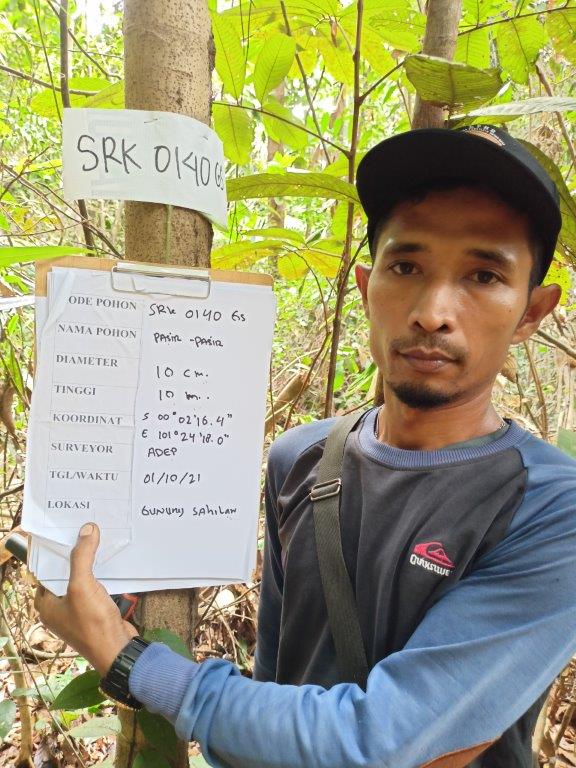 SRK 0140 GS
ODE POHON SRK 0140 GS
NAMA POHON PASIR - PASIR
DIAMETER 10 cm.
TINGGI 10 m.
KOORDINAT S 00°02'16.4"
E 101°24'18.0"
SURVEYOR ADEP
TGL/WAKTU 01/10/21
LOKASI GUNUNG SAHILAN
QUIKSILVER